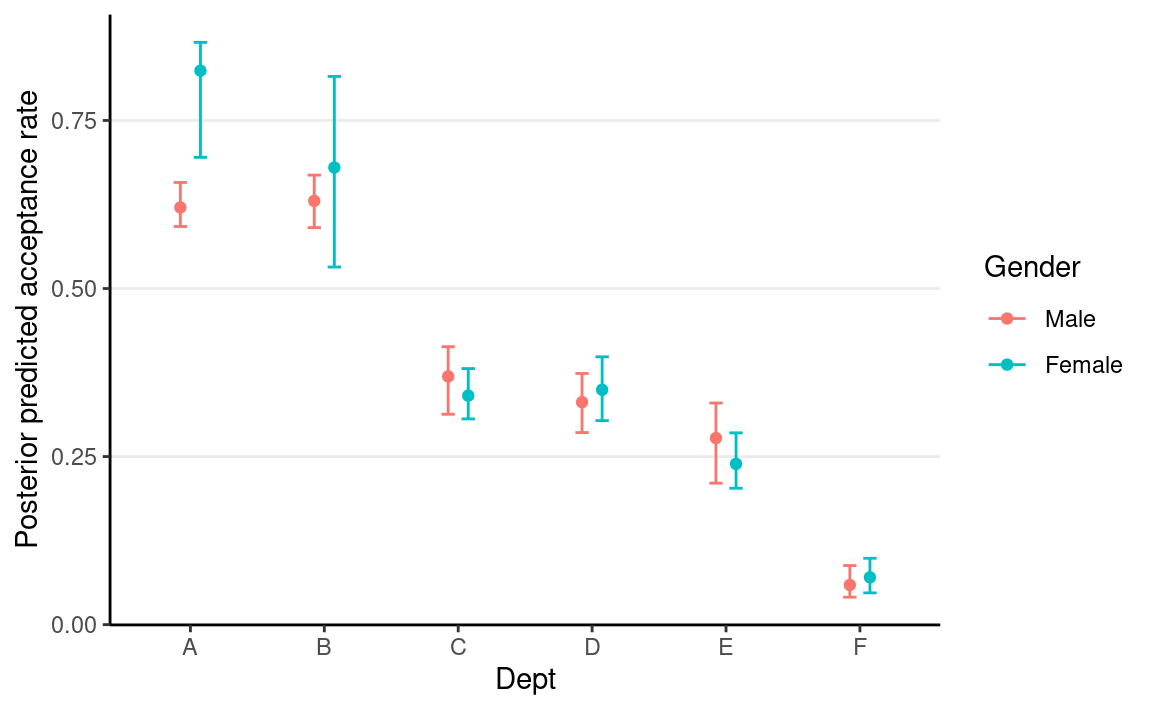 Posterior predicted acceptance rate
0.75
0.50
0.25
0.00
A B C D E F
Dept
Gender
Male
Female